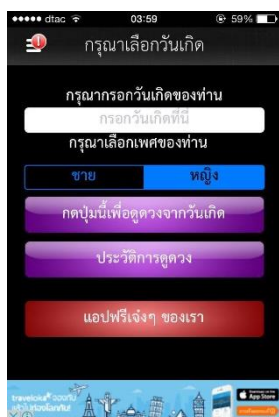 dtac 03:59 59%
กรุณาเลือกวันเกิด
กรุณากรอกวันเกิดของท่าน
กรอกวันเกิดที่นี่
กรุณาเลือกเพศของท่าน
ชาย หญิง
กดปุ่มนี้เพื่อดูดวงจากวันเกิด
ประวัติการดูดวง
แอปฟรีเจ๋งๆ ของเรา
traveloka
App Store